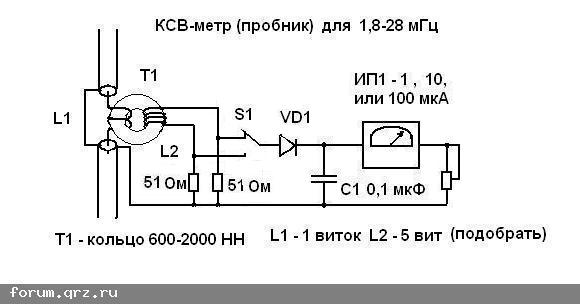 КСВ-метр (пробник) для 1,8-28 мГц
T1
ИП1 - 1 , 10,
или 100 мкА
L1
S1
VD1
L2
51 Ом
51 Ом
C1 0,1 мкФ
T1 - кольцо 600-2000 НН
L1 - 1 виток L2 - 5 вит (подобрать)
forum.qrz.ru